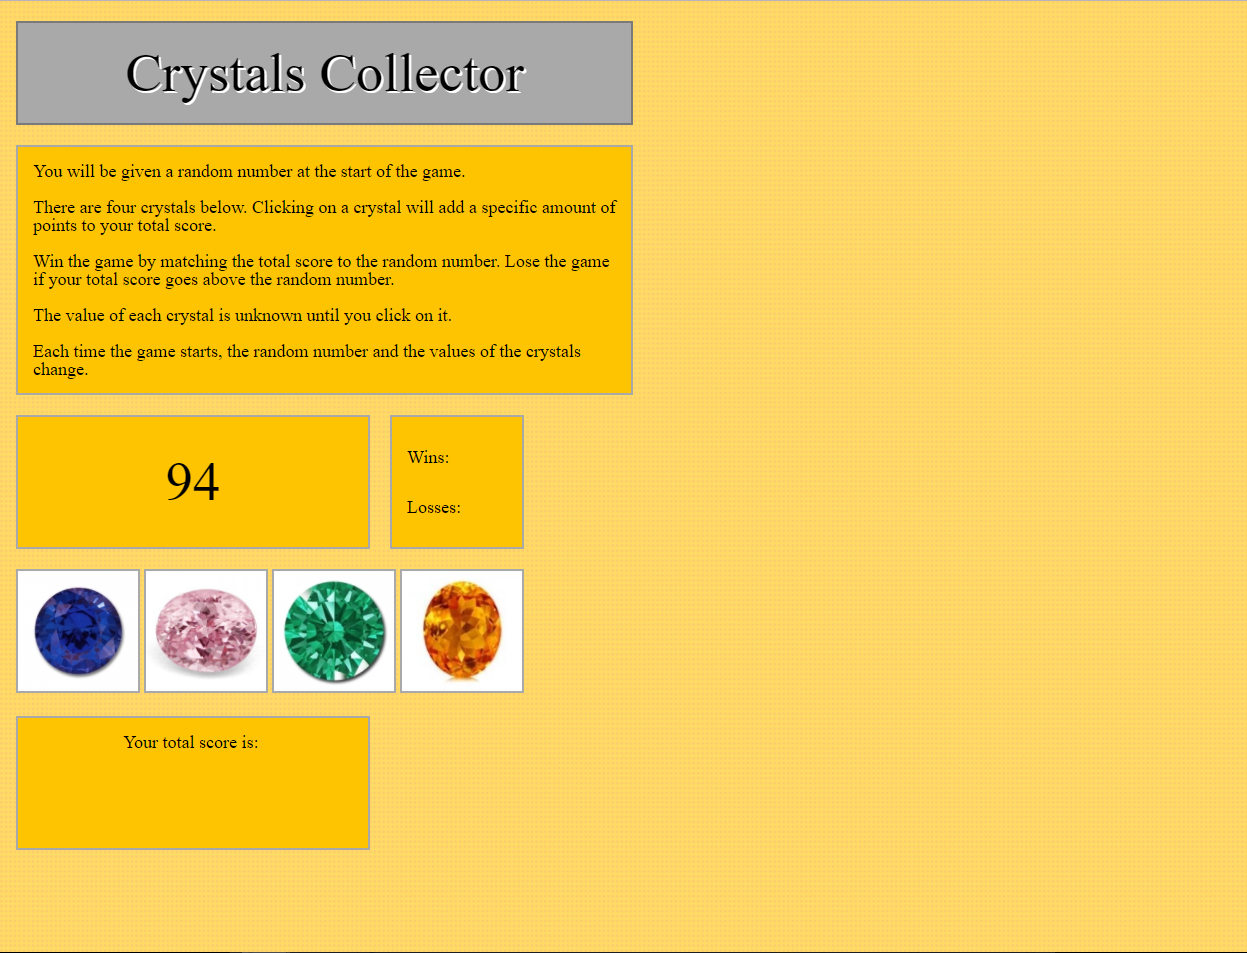 Crystals Collector
You will be given a random number at the start of the game.
There are four crystals below. Clicking on a crystal will add a specific amount of
points to your total score.
Win the game by matching the total score to the random number. Lose the game
if your total score goes above the random number.
The value of each crystal is unknown until you click on it.
Each time the game starts, the random number and the values of the crystals
change.
94
Wins:
Losses:
Your total score is: